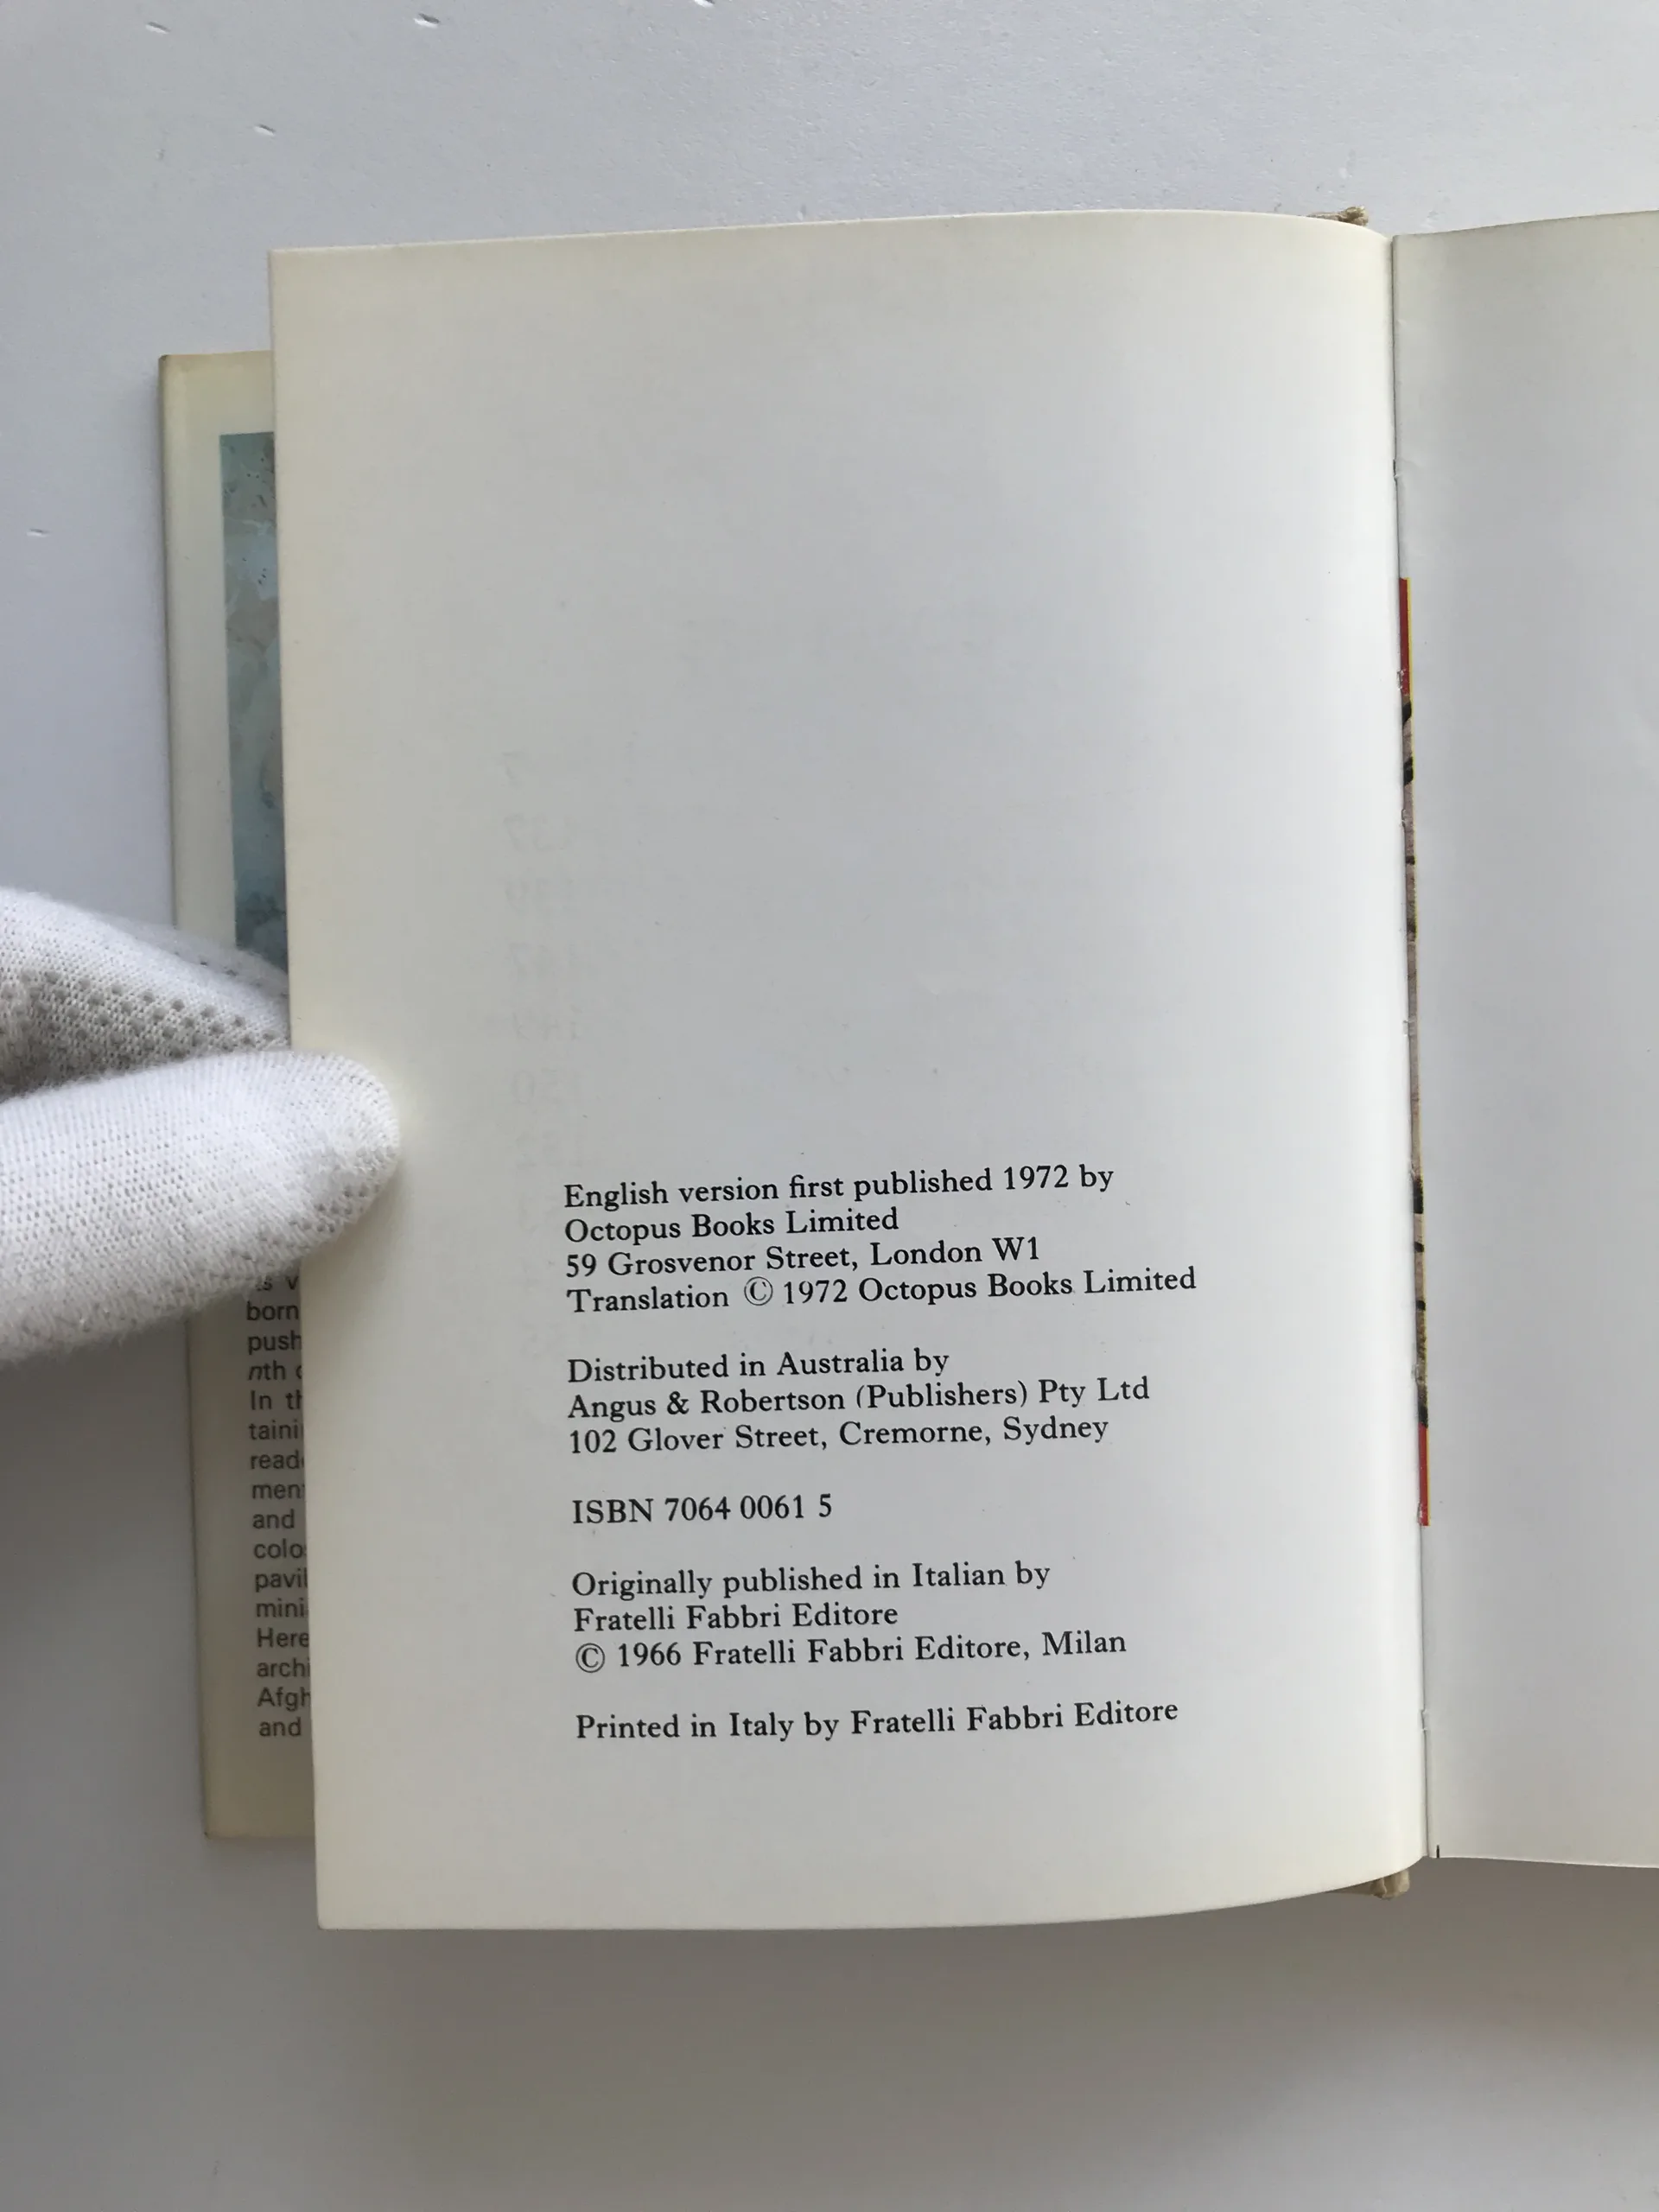 English version first published 1972 by
Octopus Books Limited
59 Grosvenor Street, London W1
Translation © 1972 Octopus Books Limited
Distributed in Australia by
Angus & Robertson (Publishers) Pty Ltd
102 Glover Street, Cremorne, Sydney
ISBN 7064 0061 5
Originally published in Italian by
Fratelli Fabbri Editore
© 1966 Fratelli Fabbri Editore, Milan
Printed in Italy by Fratelli Fabbri Editore
born
push
nth
In
and
Here
and